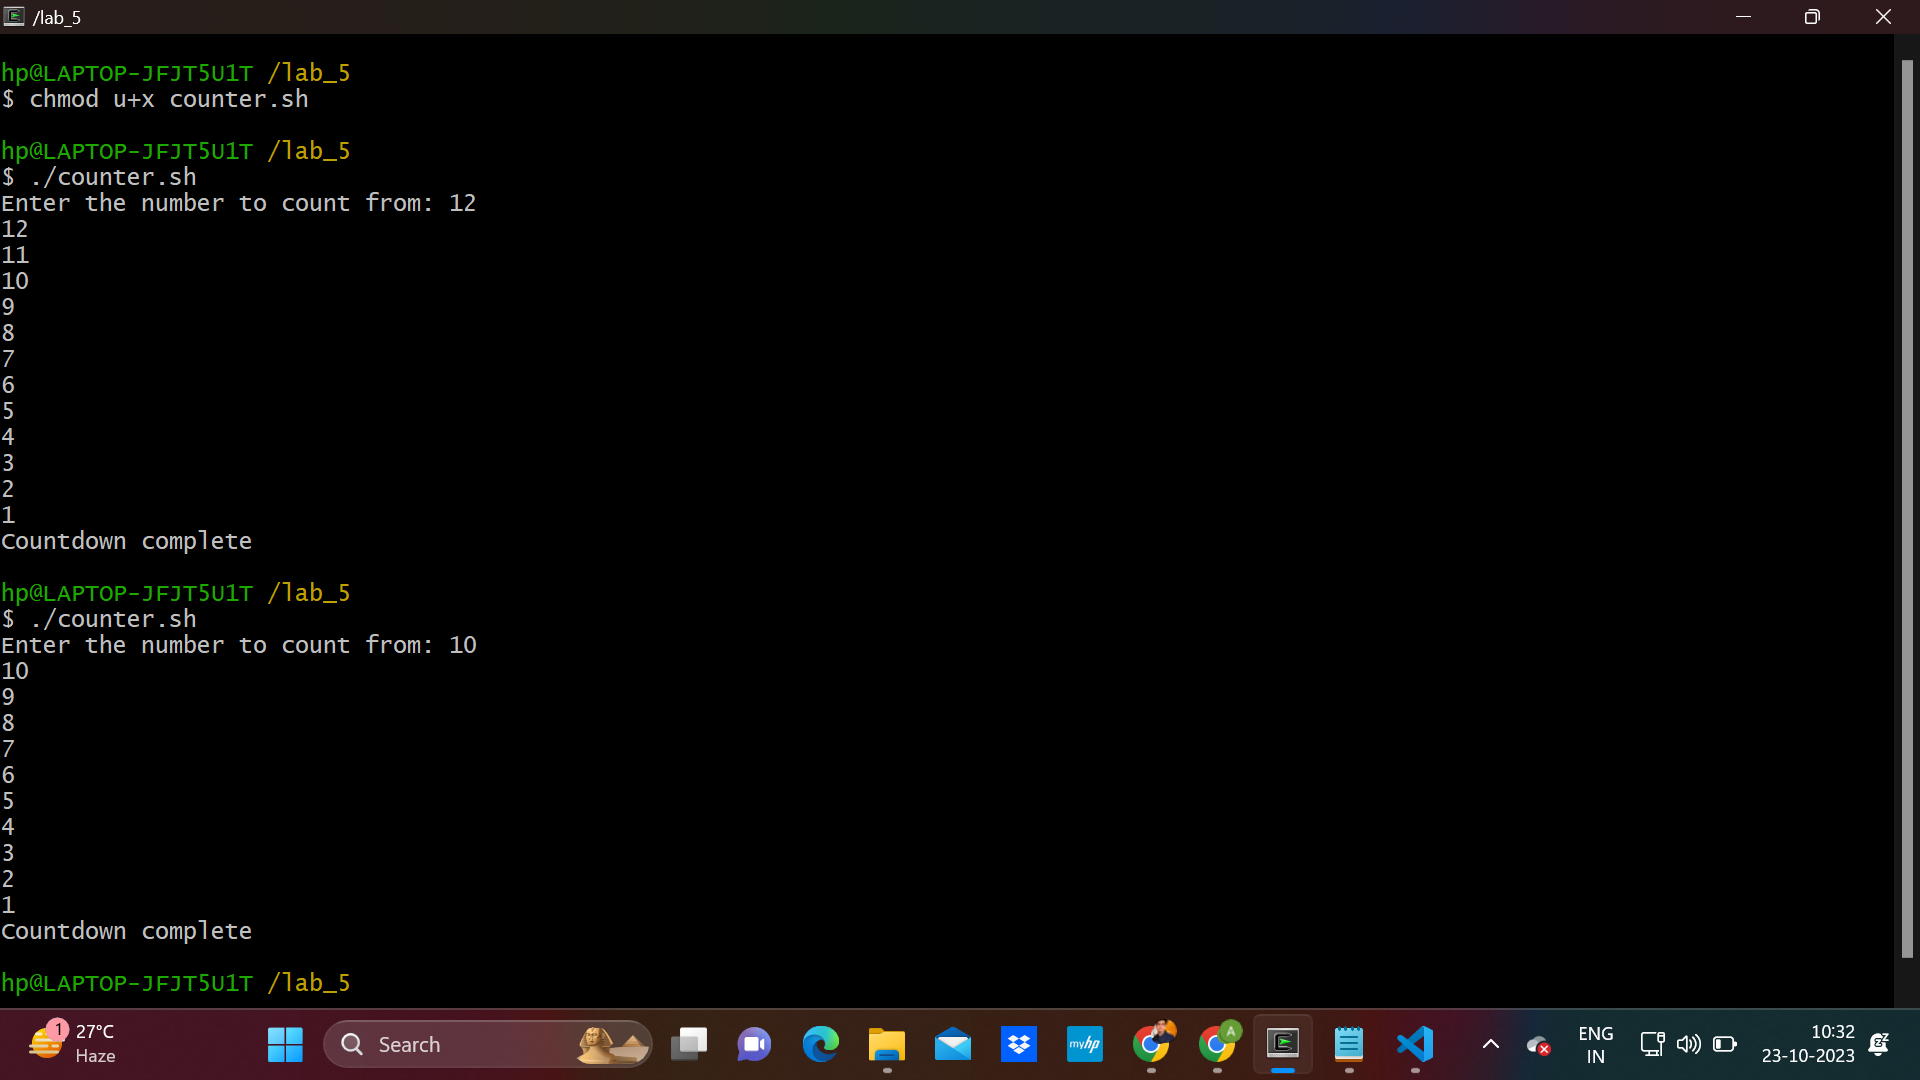 /lab_5
hp@LAPTOP-JFJT5U1T /lab_5
$ chmod u+x counter.sh
hp@LAPTOP-JFJT5U1T /lab_5
$ ./counter.sh
Enter the number to count from: 12
12
11
10
9
8
7
6
5
4
3
2
1
Countdown complete
hp@LAPTOP-JFJT5U1T /lab_5
$ ./counter.sh
Enter the number to count from: 10
10
9
8
7
6
5
4
3
2
1
Countdown complete
hp@LAPTOP-JFJT5U1T /lab_5
1
27°C
Haze
Search
myhp
A
ENG
IN
10:32
23-10-2023